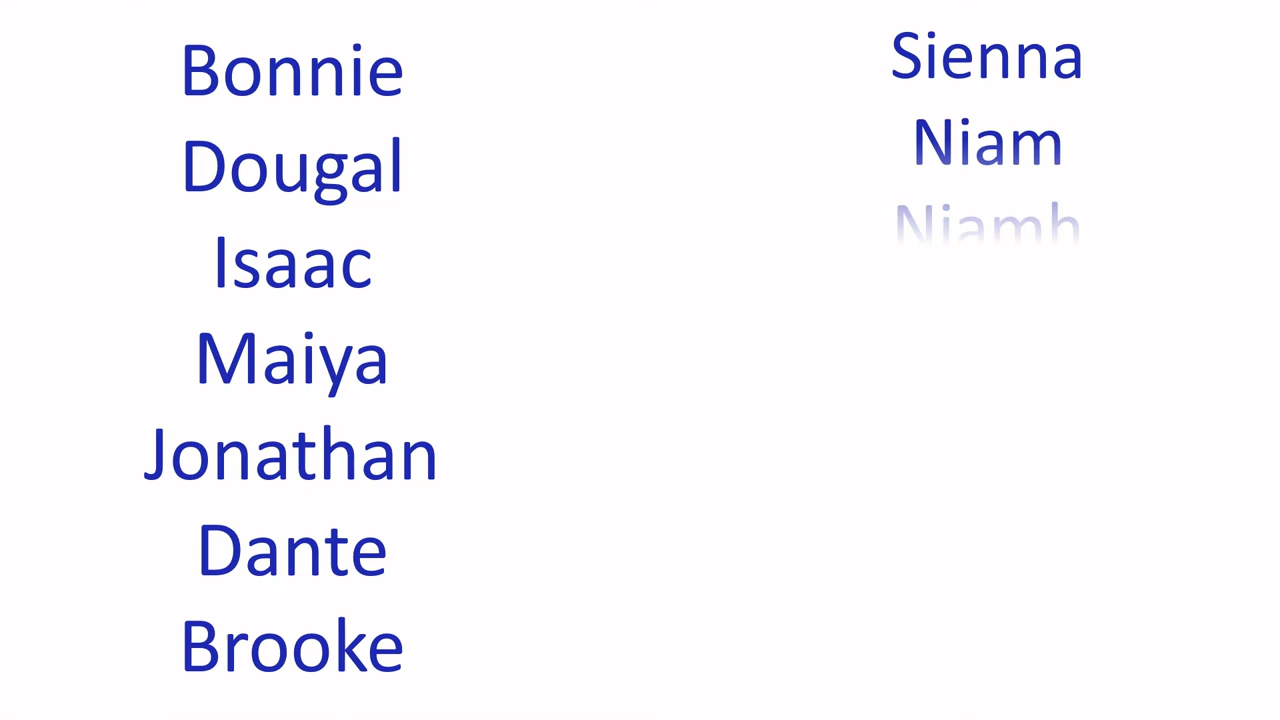 Bonnie
Dougal
Isaac
Maiya
Jonathan
Dante
Brooke
Sienna
Niam
Niamh